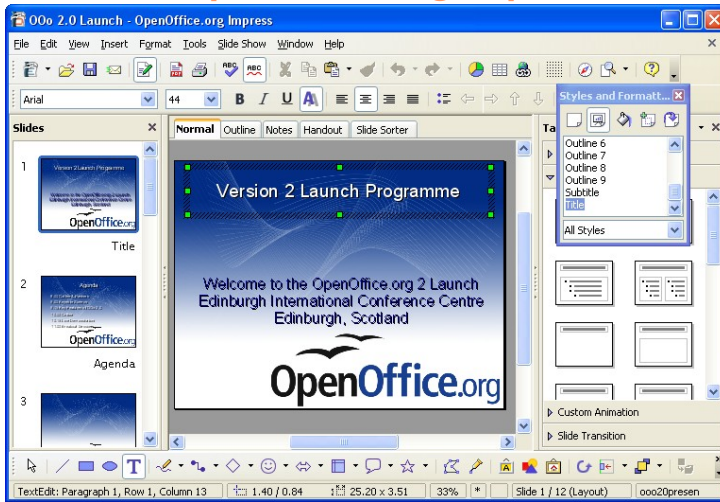 OOo 2.0 Launch - OpenOffice.org Impress
File Edit View Insert Format Tools Slide Show Window Help
Arial 44 B I U A
Styles and Formatt...
Slides
Normal Outline Notes Handout Slide Sorter
Ta
Outline 6
Outline 7
Outline 8
Outline 9
Subtitle
Title
All Styles
1
Version 2 Launch Programme
OpenOffice.org
Title
2
Agenda
OpenOffice.org
Agenda
3
Version 2 Launch Programme
Welcome to the OpenOffice.org 2 Launch
Edinburgh International Conference Centre
Edinburgh, Scotland
OpenOffice.org
Custom Animation
Slide Transition
TextEdit: Paragraph 1, Row 1, Column 13 1.40 / 0.84 25.20 x 3.51 33% * Slide 1 / 12 (Layout) ooo20presen